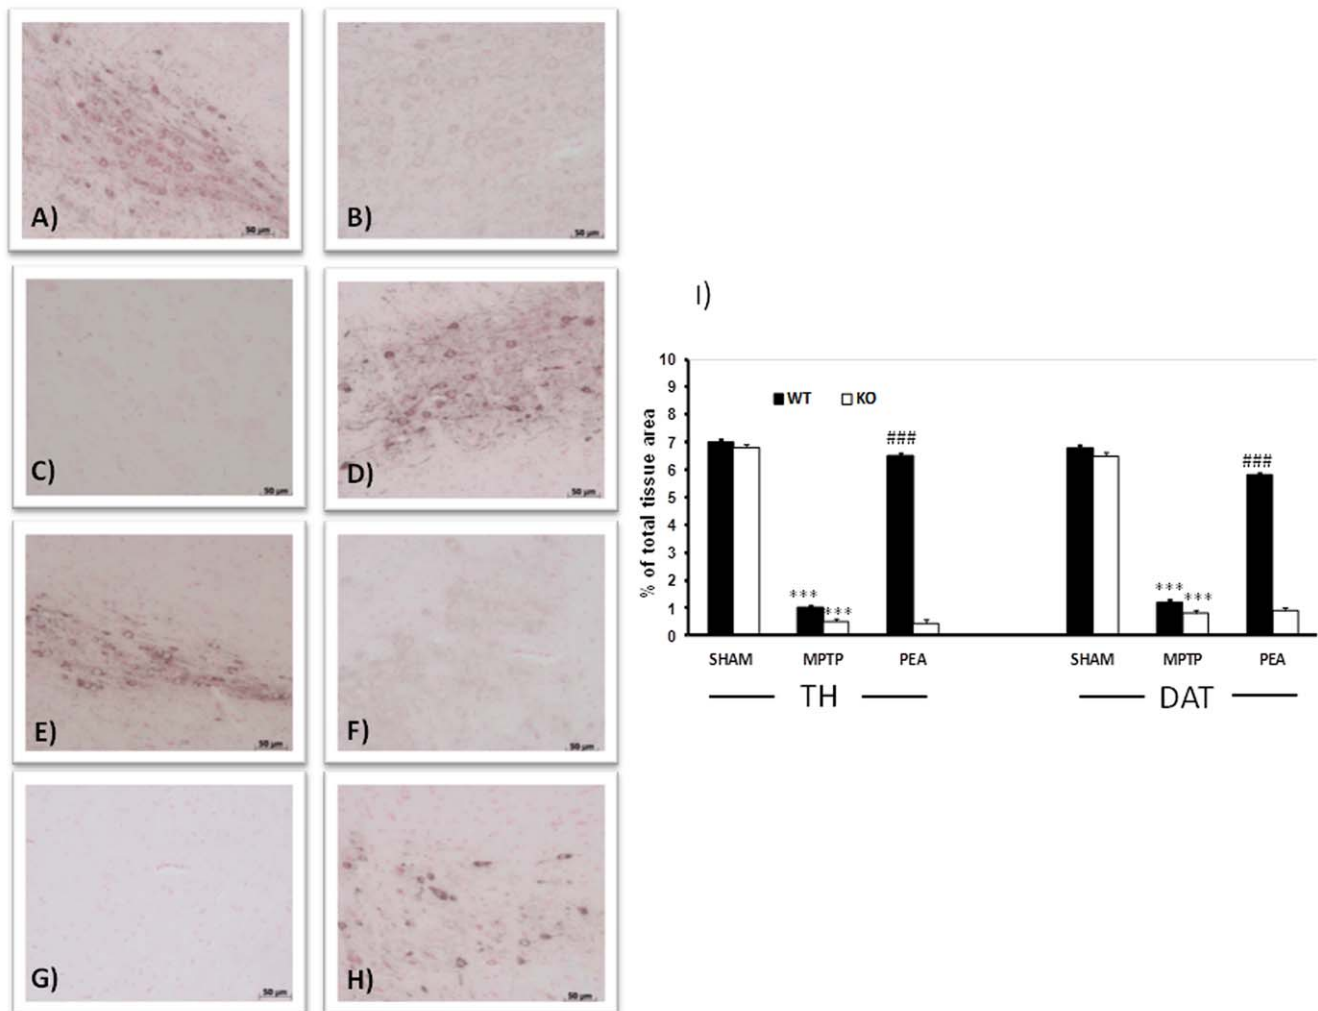 A)
50 µm
B)
50 µm
C)
50 µm
D)
50 µm
E)
50 µm
F)
50 µm
G)
50 µm
H)
50 µm
I)
% of total tissue area
10
9
8
7
6
5
4
3
2
1
0
WT KO
###
###
*** ***
*** ***
SHAM MPTP PEA SHAM MPTP PEA
TH DAT